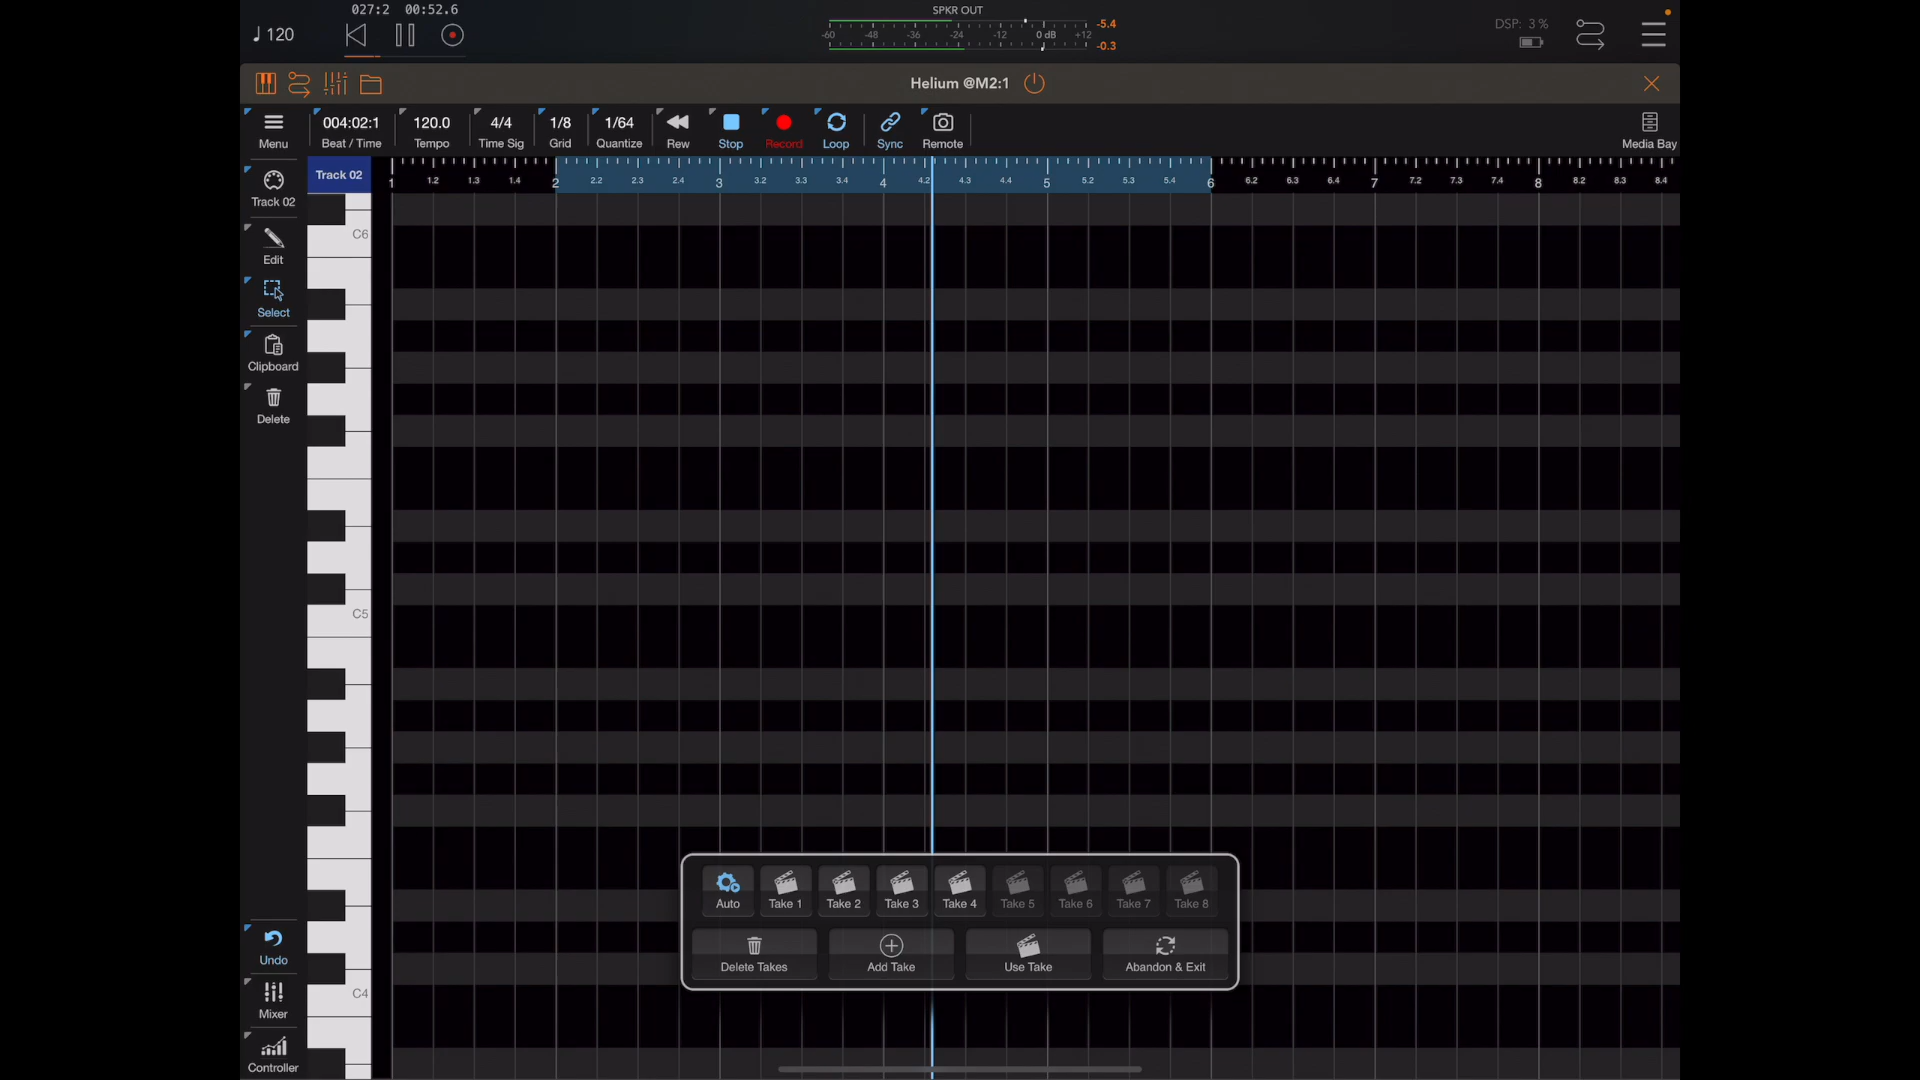 027:2 00:52.6
SPKR OUT
♩120
-60 -48 -36 -24 -12 0 dB +12
-5.4
-0.3
DSP: 3 %
Helium @M2:1
004:02:1 120.0 4/4 1/8 1/64
Menu Beat / Time Tempo Time Sig Grid Quantize Rew Stop Record Loop Sync Remote Media Bay
Track 02
1 1.2 1.3 1.4 2 2.2 2.3 2.4 3 3.2 3.3 3.4 4 4.2 4.3 4.4 5 5.2 5.3 5.4 6 6.2 6.3 6.4 7 7.2 7.3 7.4 8 8.2 8.3 8.4
Track 02
C6
Edit
Select
Clipboard
Delete
C5
Auto Take 1 Take 2 Take 3 Take 4 Take 5 Take 6 Take 7 Take 8
Delete Takes Add Take Use Take Abandon & Exit
Undo
C4
Mixer
Controller